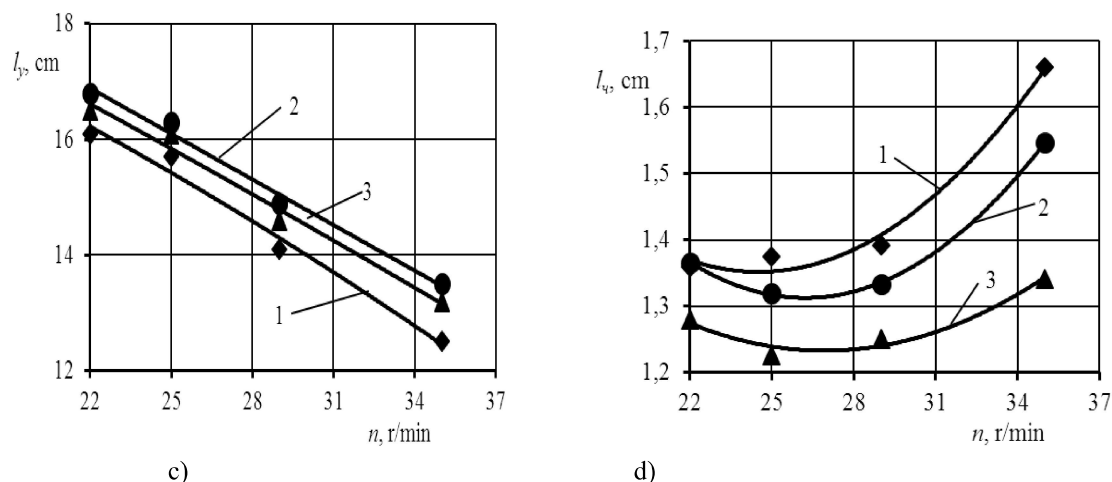 18
l_y, cm
16
14
12
2
3
1
22 25 29 31 34 37
n, r/min
c)
1,7
l_ч, cm
1,6
1,5
1,4
1,3
1,2
1
2
3
22 25 28 31 34 37
n, r/min
d)